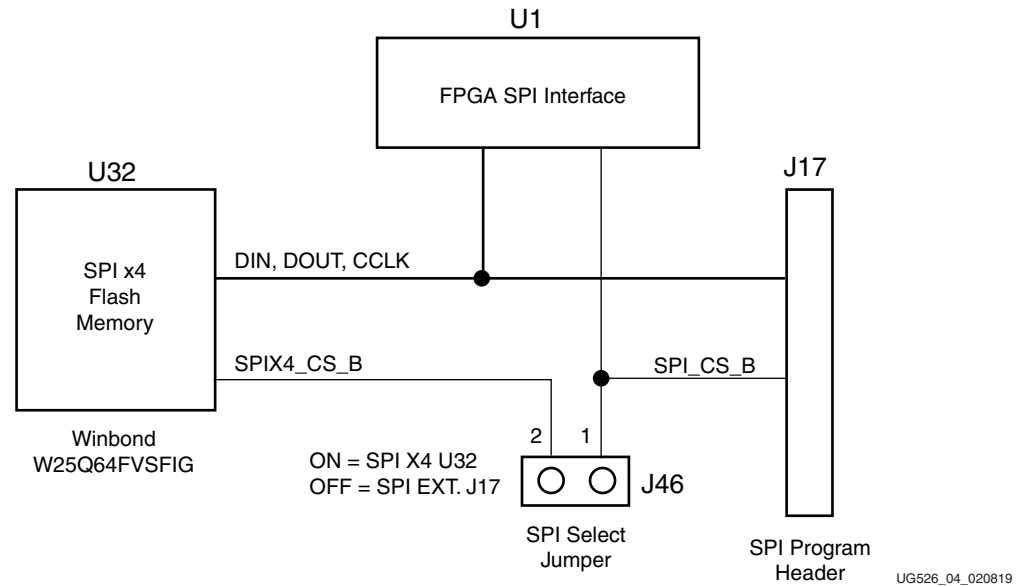 U1
FPGA SPI Interface
U32
J17
SPI x4
Flash
Memory
DIN, DOUT, CCLK
SPIX4_CS_B
SPI_CS_B
Winbond
W25Q64FVSFIG
2
1
ON = SPI X4 U32
OFF = SPI EXT. J17
J46
SPI Select
Jumper
SPI Program
Header
UG526_04_020819